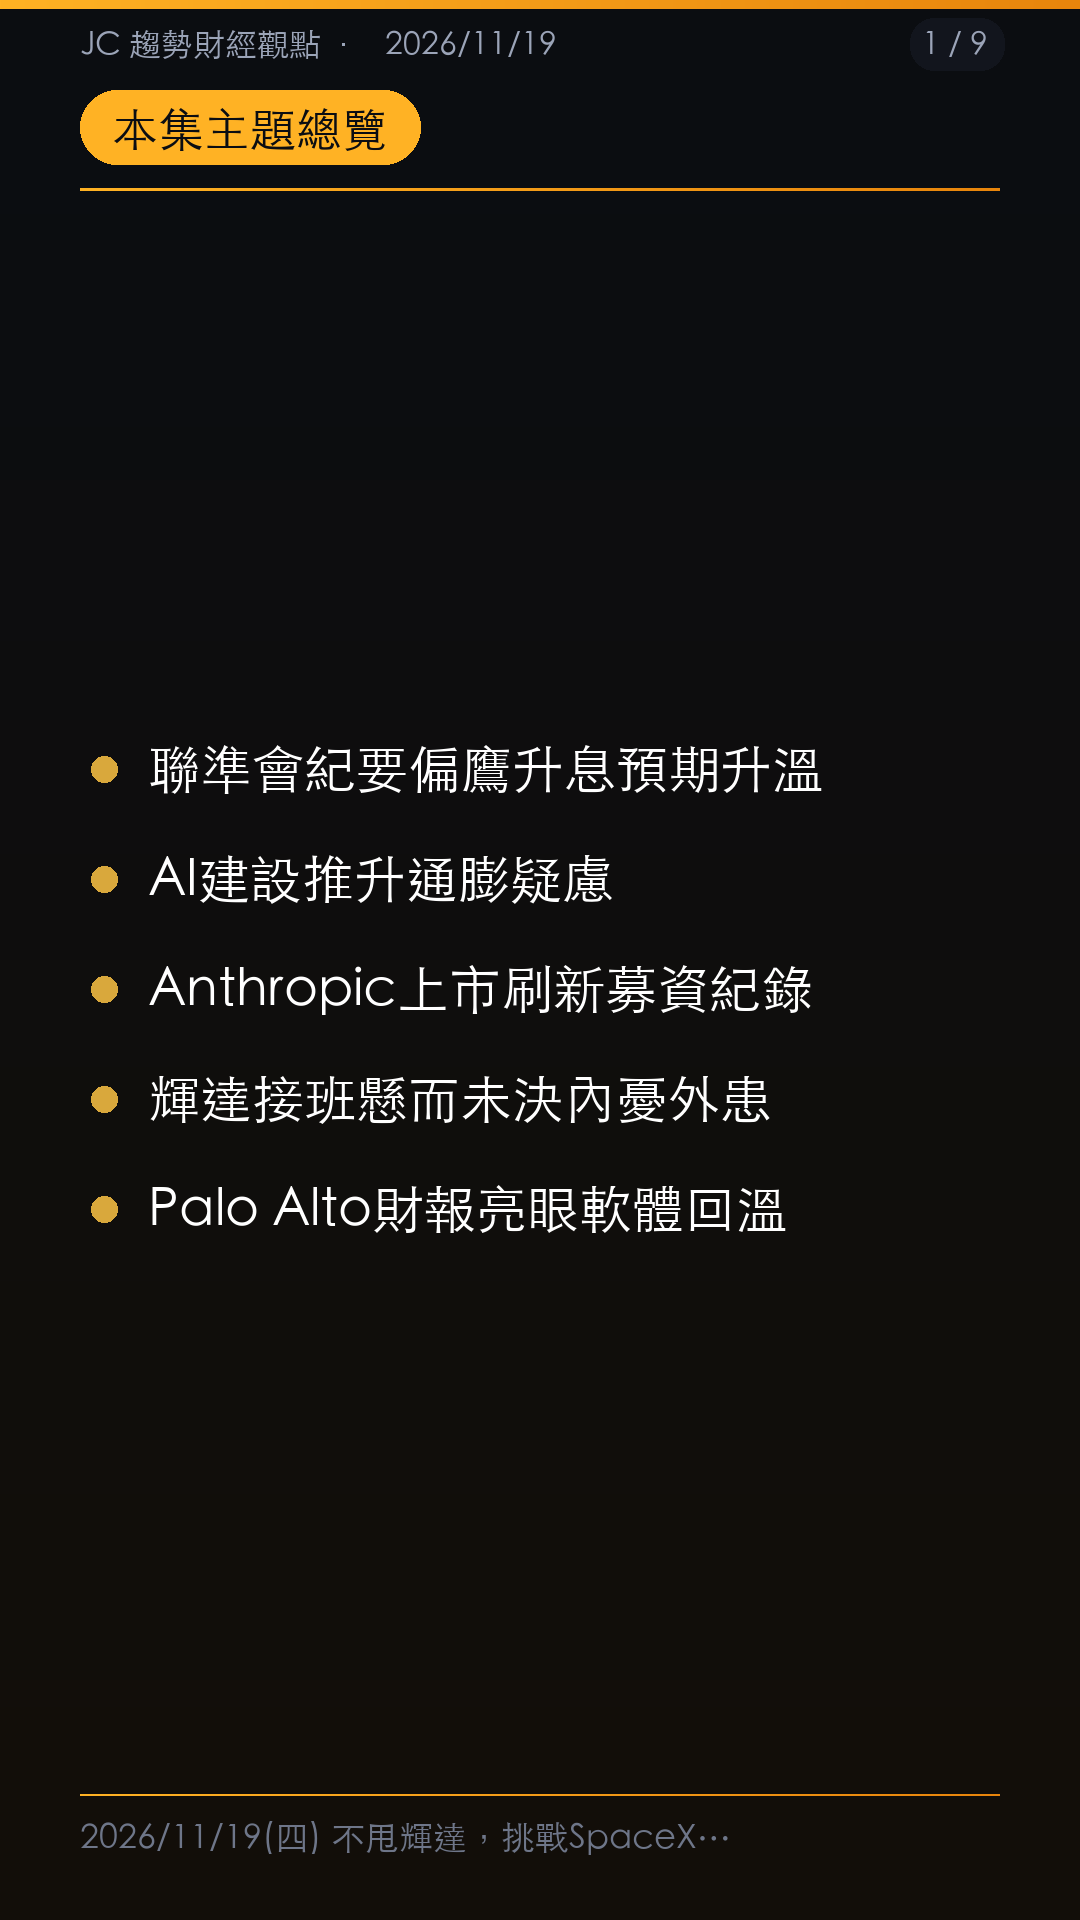 JC 趨勢財經觀點 · 2026/11/19
1 / 9
本集主題總覽
聯準會紀要偏鷹升息預期升溫
AI建設推升通膨疑慮
Anthropic上市刷新募資紀錄
輝達接班懸而未決內憂外患
Palo Alto財報亮眼軟體回溫
2026/11/19(四) 不甩輝達，挑戰SpaceX⋯